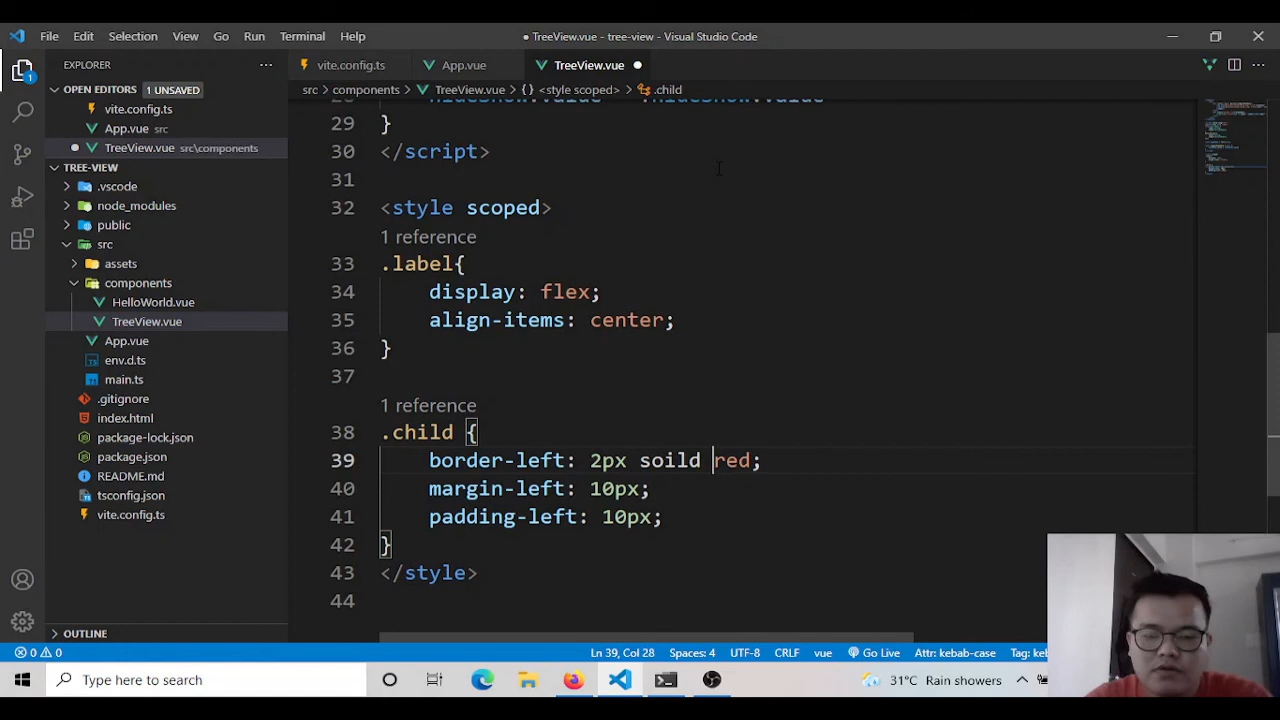 File Edit Selection View Go Run Terminal Help
● TreeView.vue - tree-view - Visual Studio Code
EXPLORER
OPEN EDITORS 1 UNSAVED
vite.config.ts
App.vue src
TreeView.vue src\components
TREE-VIEW
.vscode
node_modules
public
src
assets
components
HelloWorld.vue
TreeView.vue
App.vue
env.d.ts
main.ts
.gitignore
index.html
package-lock.json
package.json
README.md
tsconfig.json
vite.config.ts
OUTLINE
vite.config.ts App.vue TreeView.vue
src > components > TreeView.vue > {} <style scoped> > .child
29 }
30 </script>
31
32 <style scoped>
1 reference
33 .label{
34 display: flex;
35 align-items: center;
36 }
37
1 reference
38 .child {
39 border-left: 2px soild red;
40 margin-left: 10px;
41 padding-left: 10px;
42 }
43 </style>
44
0 0 Ln 39, Col 28 Spaces: 4 UTF-8 CRLF vue Go Live Attr: kebab-case Tag:
Type here to search
31°C Rain showers